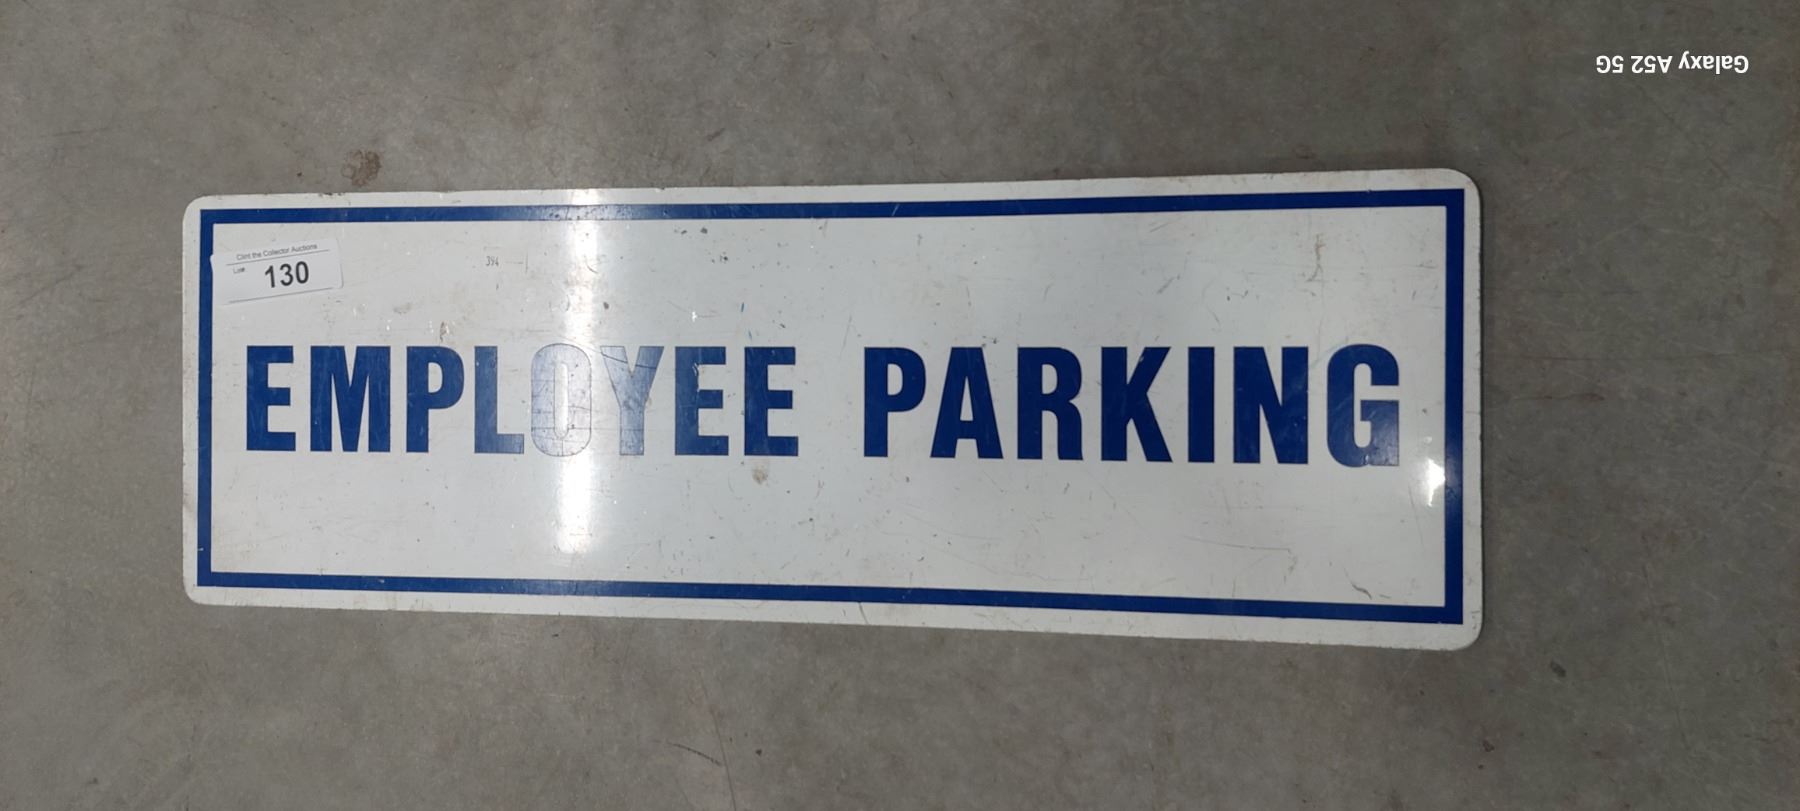 Galaxy A52 5G
Clint the Collector Auctions
Lot#
130
394
EMPLOYEE PARKING